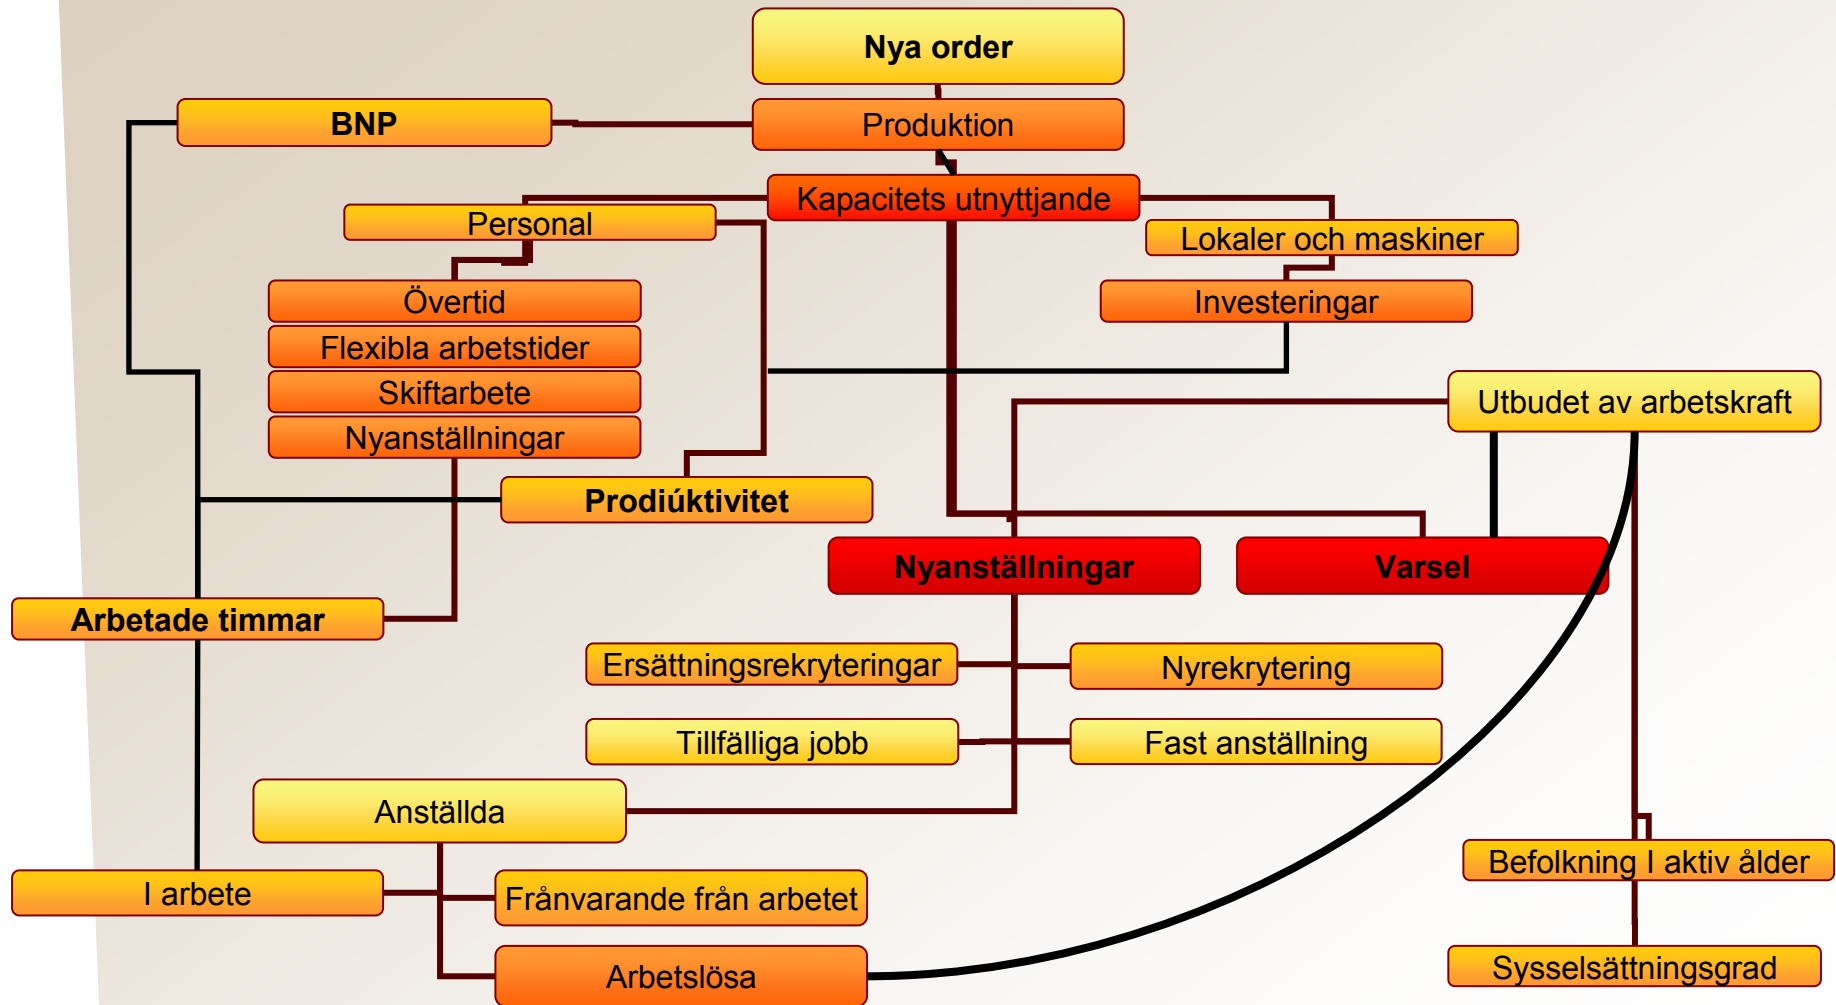 Nya order
BNP
Produktion
Kapacitets utnyttjande
Personal
Lokaler och maskiner
Övertid
Investeringar
Flexibla arbetstider
Skiftarbete
Utbudet av arbetskraft
Nyanställningar
Prodiúktivitet
Nyanställningar
Varsel
Arbetade timmar
Ersättningsrekryteringar
Nyrekrytering
Tillfälliga jobb
Fast anställning
Anställda
Befolkning I aktiv ålder
I arbete
Frånvarande från arbetet
Sysselsättningsgrad
Arbetslösa